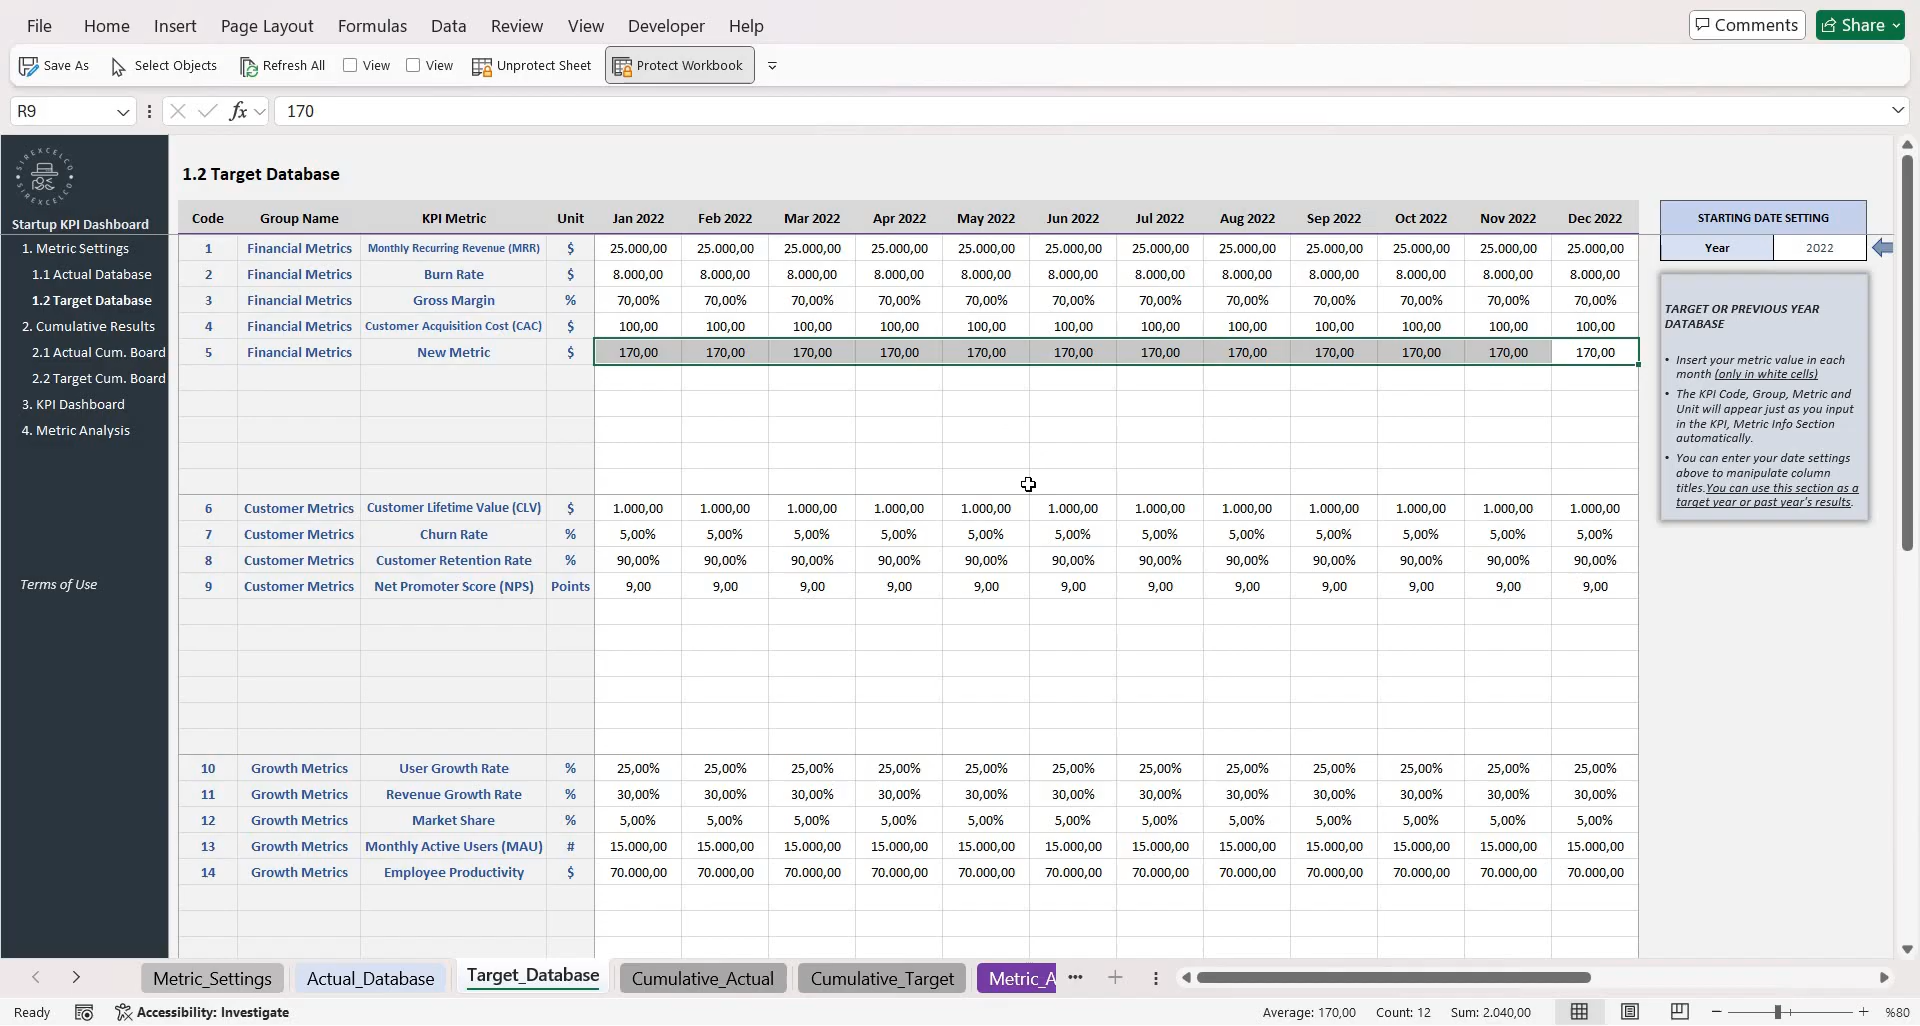 File Home Insert Page Layout Formulas Data Review View Developer Help Comments Share
Save As Select Objects Refresh All View View Unprotect Sheet Protect Workbook
R9 fx 170
SIREXCELCO SIREXCELCO
Startup KPI Dashboard
1. Metric Settings
1.1 Actual Database
1.2 Target Database
2. Cumulative Results
2.1 Actual Cum. Board
2.2 Target Cum. Board
3. KPI Dashboard
4. Metric Analysis
Terms of Use
1.2 Target Database
Code Group Name KPI Metric Unit Jan 2022 Feb 2022 Mar 2022 Apr 2022 May 2022 Jun 2022 Jul 2022 Aug 2022 Sep 2022 Oct 2022 Nov 2022 Dec 2022
1 Financial Metrics Monthly Recurring Revenue (MRR) $ 25.000,00 25.000,00 25.000,00 25.000,00 25.000,00 25.000,00 25.000,00 25.000,00 25.000,00 25.000,00 25.000,00 25.000,00
2 Financial Metrics Burn Rate $ 8.000,00 8.000,00 8.000,00 8.000,00 8.000,00 8.000,00 8.000,00 8.000,00 8.000,00 8.000,00 8.000,00 8.000,00
3 Financial Metrics Gross Margin % 70,00% 70,00% 70,00% 70,00% 70,00% 70,00% 70,00% 70,00% 70,00% 70,00% 70,00% 70,00%
4 Financial Metrics Customer Acquisition Cost (CAC) $ 100,00 100,00 100,00 100,00 100,00 100,00 100,00 100,00 100,00 100,00 100,00 100,00
5 Financial Metrics New Metric $ 170,00 170,00 170,00 170,00 170,00 170,00 170,00 170,00 170,00 170,00 170,00 170,00
6 Customer Metrics Customer Lifetime Value (CLV) $ 1.000,00 1.000,00 1.000,00 1.000,00 1.000,00 1.000,00 1.000,00 1.000,00 1.000,00 1.000,00 1.000,00 1.000,00
7 Customer Metrics Churn Rate % 5,00% 5,00% 5,00% 5,00% 5,00% 5,00% 5,00% 5,00% 5,00% 5,00% 5,00% 5,00%
8 Customer Metrics Customer Retention Rate % 90,00% 90,00% 90,00% 90,00% 90,00% 90,00% 90,00% 90,00% 90,00% 90,00% 90,00% 90,00%
9 Customer Metrics Net Promoter Score (NPS) Points 9,00 9,00 9,00 9,00 9,00 9,00 9,00 9,00 9,00 9,00 9,00 9,00
10 Growth Metrics User Growth Rate % 25,00% 25,00% 25,00% 25,00% 25,00% 25,00% 25,00% 25,00% 25,00% 25,00% 25,00% 25,00%
11 Growth Metrics Revenue Growth Rate % 30,00% 30,00% 30,00% 30,00% 30,00% 30,00% 30,00% 30,00% 30,00% 30,00% 30,00% 30,00%
12 Growth Metrics Market Share % 5,00% 5,00% 5,00% 5,00% 5,00% 5,00% 5,00% 5,00% 5,00% 5,00% 5,00% 5,00%
13 Growth Metrics Monthly Active Users (MAU) # 15.000,00 15.000,00 15.000,00 15.000,00 15.000,00 15.000,00 15.000,00 15.000,00 15.000,00 15.000,00 15.000,00 15.000,00
14 Growth Metrics Employee Productivity $ 70.000,00 70.000,00 70.000,00 70.000,00 70.000,00 70.000,00 70.000,00 70.000,00 70.000,00 70.000,00 70.000,00 70.000,00
STARTING DATE SETTING
Year 2022
TARGET OR PREVIOUS YEAR
DATABASE
• Insert your metric value in each
month (only in white cells)
• The KPI Code, Group, Metric and
Unit will appear just as you input
in the KPI, Metric Info Section
automatically.
• You can enter your date settings
above to manipulate column
titles.You can use this section as a
target year or past year's results.
Metric_Settings Actual_Database Target_Database Cumulative_Actual Cumulative_Target Metric_A
Ready Accessibility: Investigate Average: 170,00 Count: 12 Sum: 2.040,00 %80